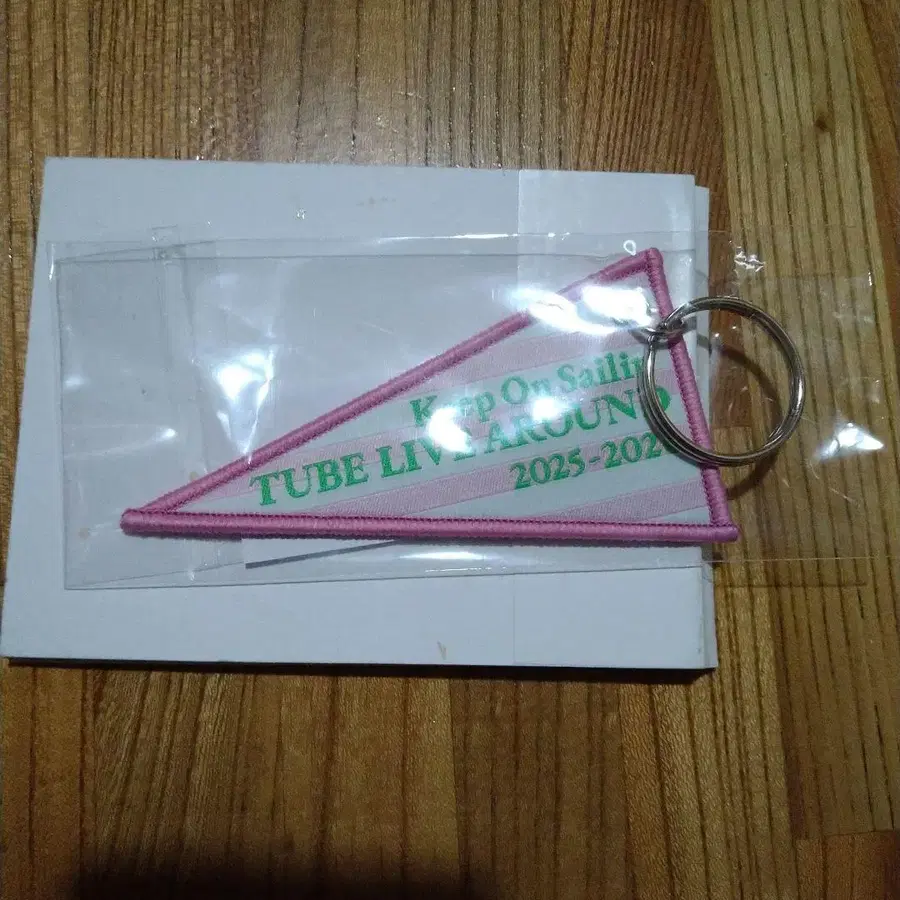 Keep On Sailin
TUBE LIVE AROUND
2025-202